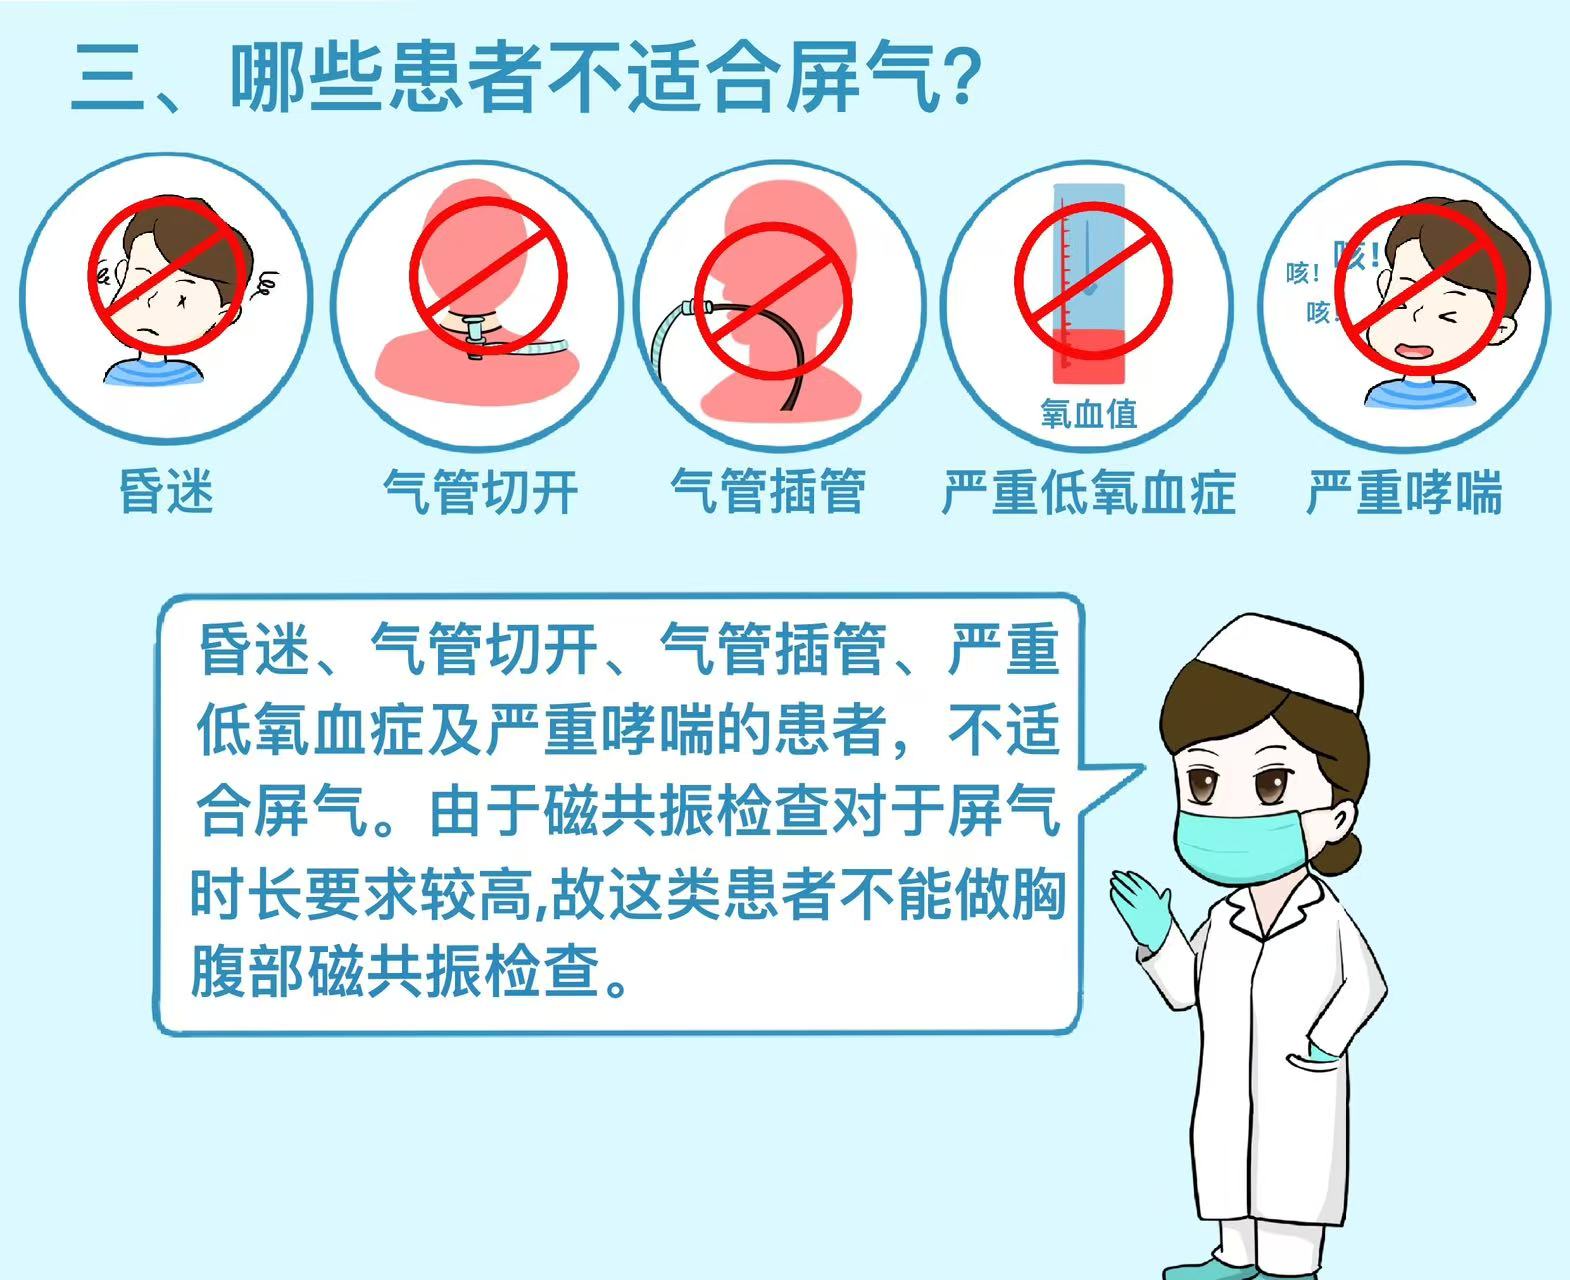 三、哪些患者不适合屏气?
咳!
咳!
咳!
氧血值
昏迷
气管切开
气管插管
严重低氧血症
严重哮喘
昏迷、气管切开、气管插管、严重
低氧血症及严重哮喘的患者，不适
合屏气。由于磁共振检查对于屏气
时长要求较高,故这类患者不能做胸
腹部磁共振检查。